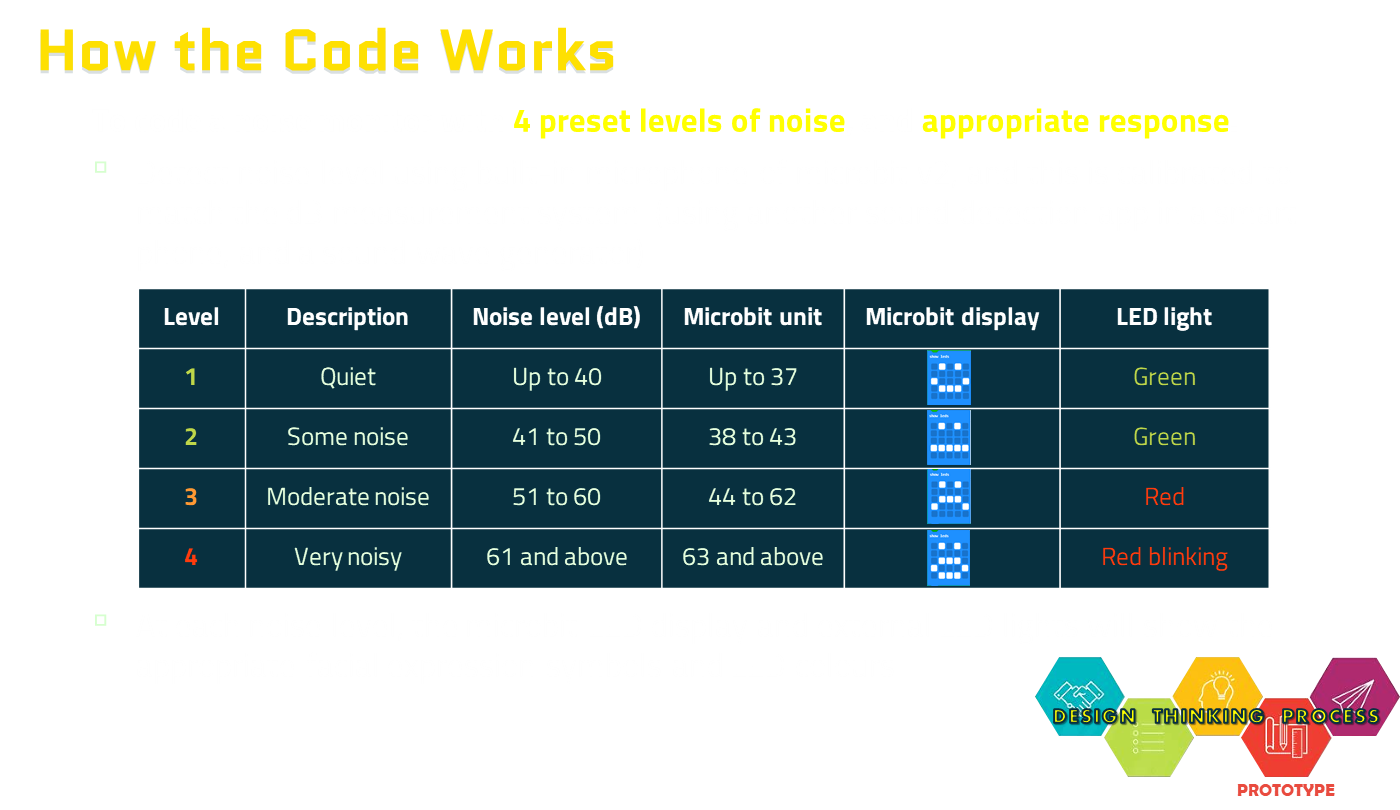 How the Code Works
4 preset levels of noise appropriate response
Level Description Noise level (dB) Microbit unit Microbit display LED light
1 Quiet Up to 40 Up to 37 Green
2 Some noise 41 to 50 38 to 43 Green
3 Moderate noise 51 to 60 44 to 62 Red
4 Very noisy 61 and above 63 and above Red blinking
DESIGN THINKING PROCESS
PROTOTYPE